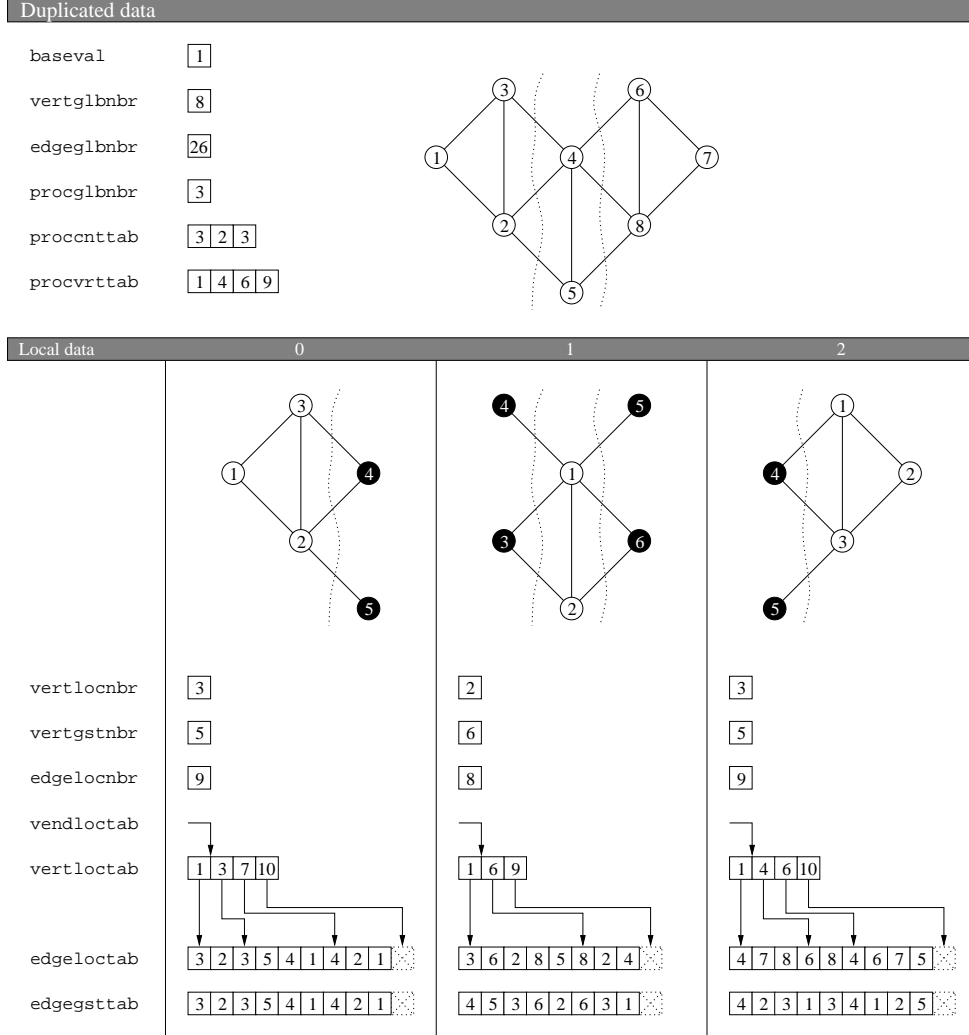 Duplicated data
baseval 1
vertglbnbr 8
edgeglbnbr 26
procglbnbr 3
proccnttab 3 2 3
procvrttab 1 4 6 9
3 6
1 4 7
2 8
5
Local data 0 1 2
3 4 5 1
1 4 1 4 2
2 3 6 3
5 2 5
vertlocnbr 3 2 3
vertgstnbr 5 6 5
edgelocnbr 9 8 9
vendloctab
vertloctab 1 3 7 10 1 6 9 1 4 6 10
edgeloctab 3 2 3 5 4 1 4 2 1 3 6 2 8 5 8 2 4 4 7 8 6 8 4 6 7 5
edgegsttab 3 2 3 5 4 1 4 2 1 4 5 3 6 2 6 3 1 4 2 3 1 3 4 1 2 5